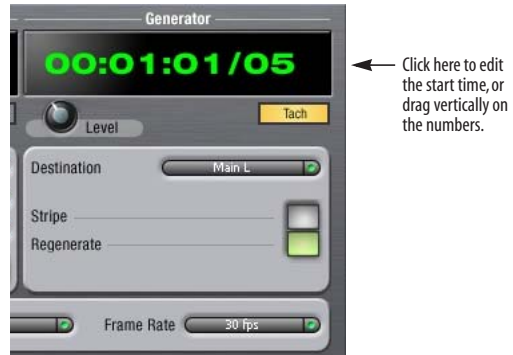 Generator
00:01:01/05
Click here to edit
the start time, or
drag vertically on
the numbers.
Level
Tach
Destination
Main L
Stripe
Regenerate
Frame Rate
30 fps